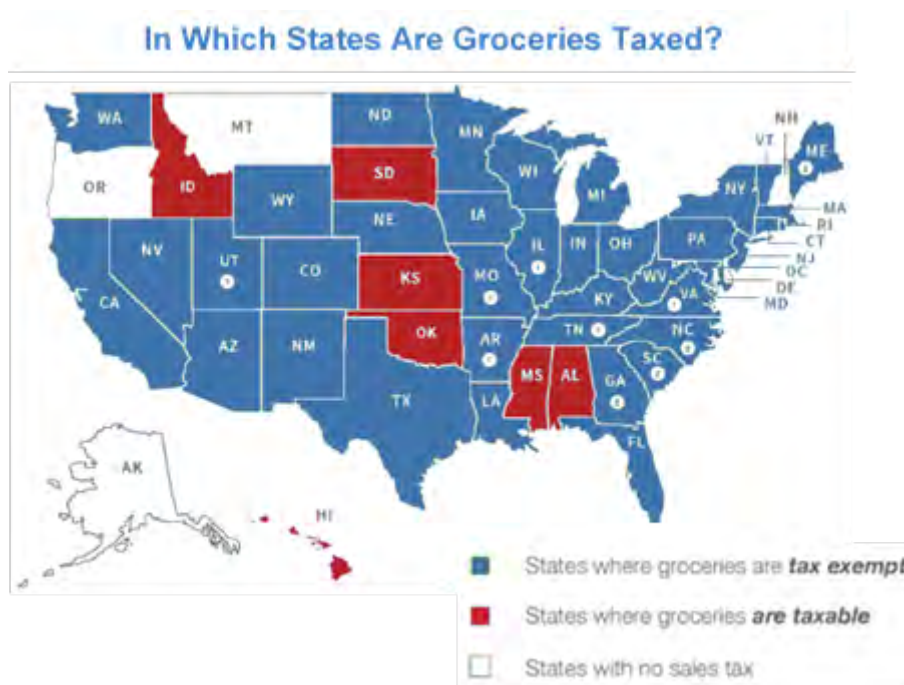 In Which States Are Groceries Taxed?
WA
MT
ND
MN
NH
VT
ME
OR
ID
SD
WI
MI
NY
WY
MA
RI
CT
NJ
DC
DE
MD
NE
IA
PA
NV
UT
CO
IL
IN
OH
WV
VA
CA
KS
MO
KY
AZ
NM
OK
AR
TN
NC
SC
MS
AL
GA
TX
LA
FL
AK
HI
States where groceries are tax exempt
States where groceries are taxable
States with no sales tax